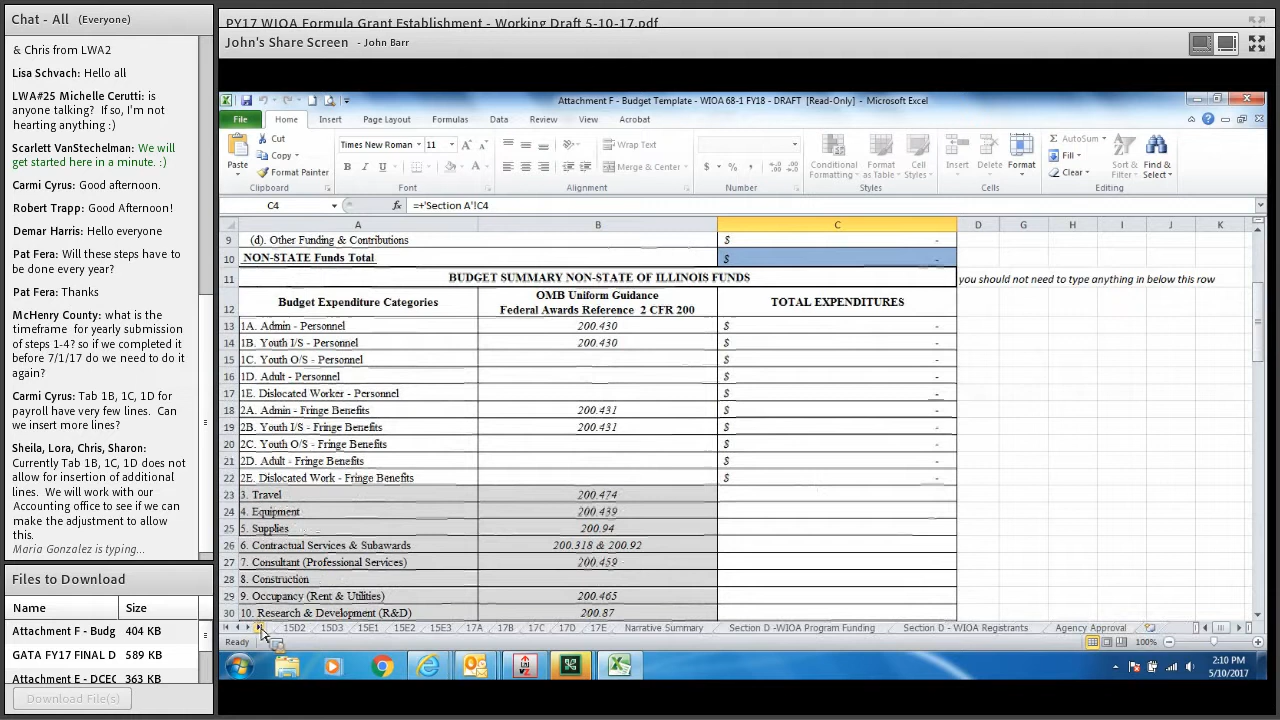 Chat - All (Everyone)
& Chris from LWA2
Lisa Schvach: Hello all
LWA#25 Michelle Cerutti: is
anyone talking? If so, I'm not
hearting anything :)
Scarlett VanStechelman: We will
get started here in a minute. :)
Carmi Cyrus: Good afternoon.
Robert Trapp: Good Afternoon!
Demar Harris: Hello everyone
Pat Fera: Will these steps have to
be done every year?
Pat Fera: Thanks
McHenry County: what is the
timeframe for yearly submission
of steps 1-4? so if we completed it
before 7/1/17 do we need to do it
again?
Carmi Cyrus: Tab 1B, 1C, 1D for
payroll have very few lines. Can
we insert more lines?
Sheila, Lora, Chris, Sharon:
Currently Tab 1B, 1C, 1D does not
allow for insertion of additional
lines. We will work with our
Accounting office to see if we can
make the adjustment to allow
this.
Maria Gonzalez is typing...
Files to Download
Name Size
Attachment F - Budg 404 KB
GATA FY17 FINAL D 589 KB
Attachment E - DCEC 363 KB
Download File(s)
PY17 WIOA Formula Grant Establishment - Working Draft 5-10-17.pdf
John's Share Screen - John Barr
Attachment F - Budget Template - WIOA 68-1 FY18 - DRAFT [Read-Only] - Microsoft Excel
File Home Insert Page Layout Formulas Data Review View Acrobat
Paste Cut Copy Format Painter Clipboard
Times New Roman 11 B I U Font
Wrap Text Merge & Center Alignment
$ % , Number
Conditional Formatting Format as Table Cell Styles Styles
Insert Delete Format Cells
AutoSum Fill Clear Sort & Filter Find & Select Editing
C4 fx =+'Section A'!C4
A B C D E F G H I J K L
9 (d). Other Funding & Contributions $ -
10 NON-STATE Funds Total $ -
11 BUDGET SUMMARY NON-STATE OF ILLINOIS FUNDS you should not need to type anything in below this row
12 Budget Expenditure Categories OMB Uniform Guidance Federal Awards Reference 2 CFR 200 TOTAL EXPENDITURES
13 1A. Admin - Personnel 200.430 $ -
14 1B. Youth I/S - Personnel 200.430 $ -
15 1C. Youth O/S - Personnel $ -
16 1D. Adult - Personnel $ -
17 1E. Dislocated Worker - Personnel $ -
18 2A. Admin - Fringe Benefits 200.431 $ -
19 2B. Youth I/S - Fringe Benefits 200.431 $ -
20 2C. Youth O/S - Fringe Benefits $ -
21 2D. Adult - Fringe Benefits $ -
22 2E. Dislocated Work - Fringe Benefits $ -
23 3. Travel 200.474
24 4. Equipment 200.439
25 5. Supplies 200.94
26 6. Contractual Services & Subawards 200.318 & 200.92
27 7. Consultant (Professional Services) 200.459
28 8. Construction
29 9. Occupancy (Rent & Utilities) 200.465
30 10. Research & Development (R&D) 200.87
15D2 15D3 15E1 15E2 15E3 17A 17B 17C 17D 17E Narrative Summary Section D -WIOA Program Funding Section D - WIOA Registrants Agency Approval
Ready 100%
2:10 PM
5/10/2017